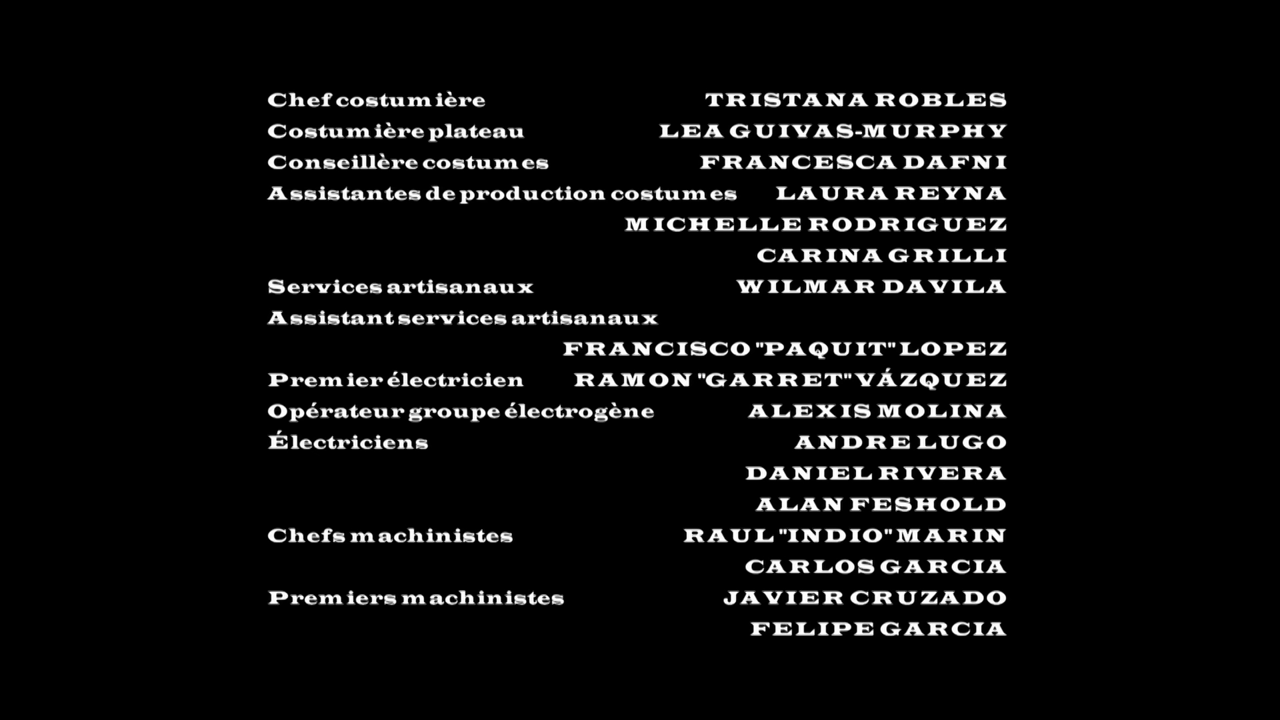 Chef costumière TRISTANA ROBLES
Costumière plateau LEA GUIVAS-MURPHY
Conseillère costumes FRANCESCA DAFNI
Assistantes de production costumes LAURA REYNA
MICHELLE RODRIGUEZ
CARINA GRILLI
Services artisanaux WILMAR DAVILA
Assistant services artisanaux
FRANCISCO "PAQUIT" LOPEZ
Premier électricien RAMON "GARRET" VÁZQUEZ
Opérateur groupe électrogène ALEXIS MOLINA
Électriciens ANDRE LUGO
DANIEL RIVERA
ALAN FESHOLD
Chefs machinistes RAUL "INDIO" MARIN
CARLOS GARCIA
Premiers machinistes JAVIER CRUZADO
FELIPE GARCIA